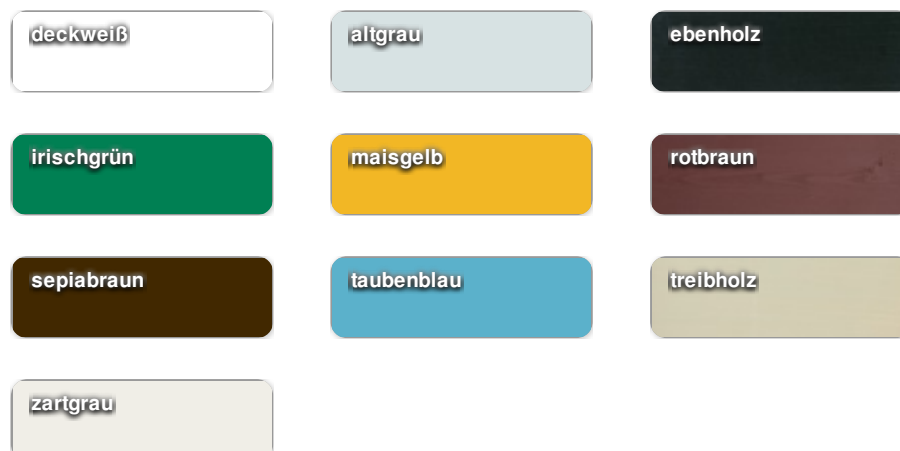 deckweiß
altgrau
ebenholz
irischgrün
maisgelb
rotbraun
sepiabraun
taubenblau
treibholz
zartgrau